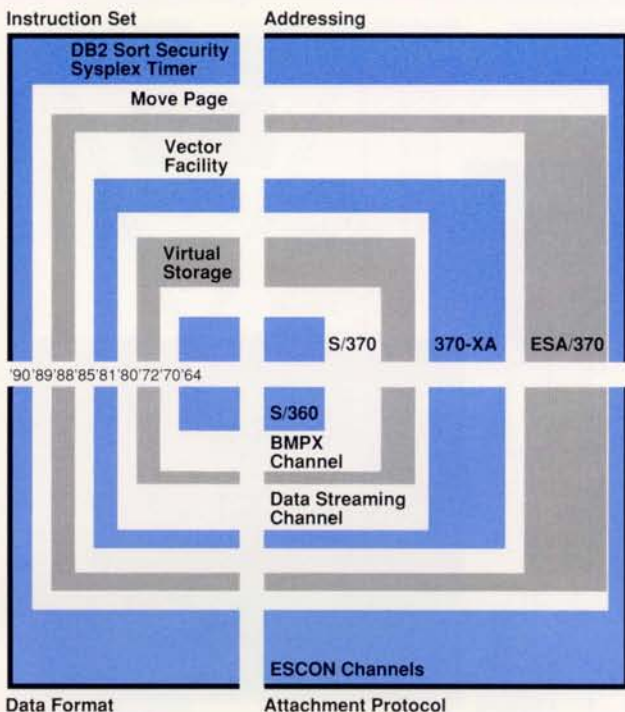 Instruction Set
Addressing
DB2 Sort Security
Sysplex Timer
Move Page
Vector
Facility
Virtual
Storage
S/370
370-XA
ESA/370
'90'89'88'85'81'80'72'70'64
S/360
BMPX
Channel
Data Streaming
Channel
ESCON Channels
Data Format
Attachment Protocol